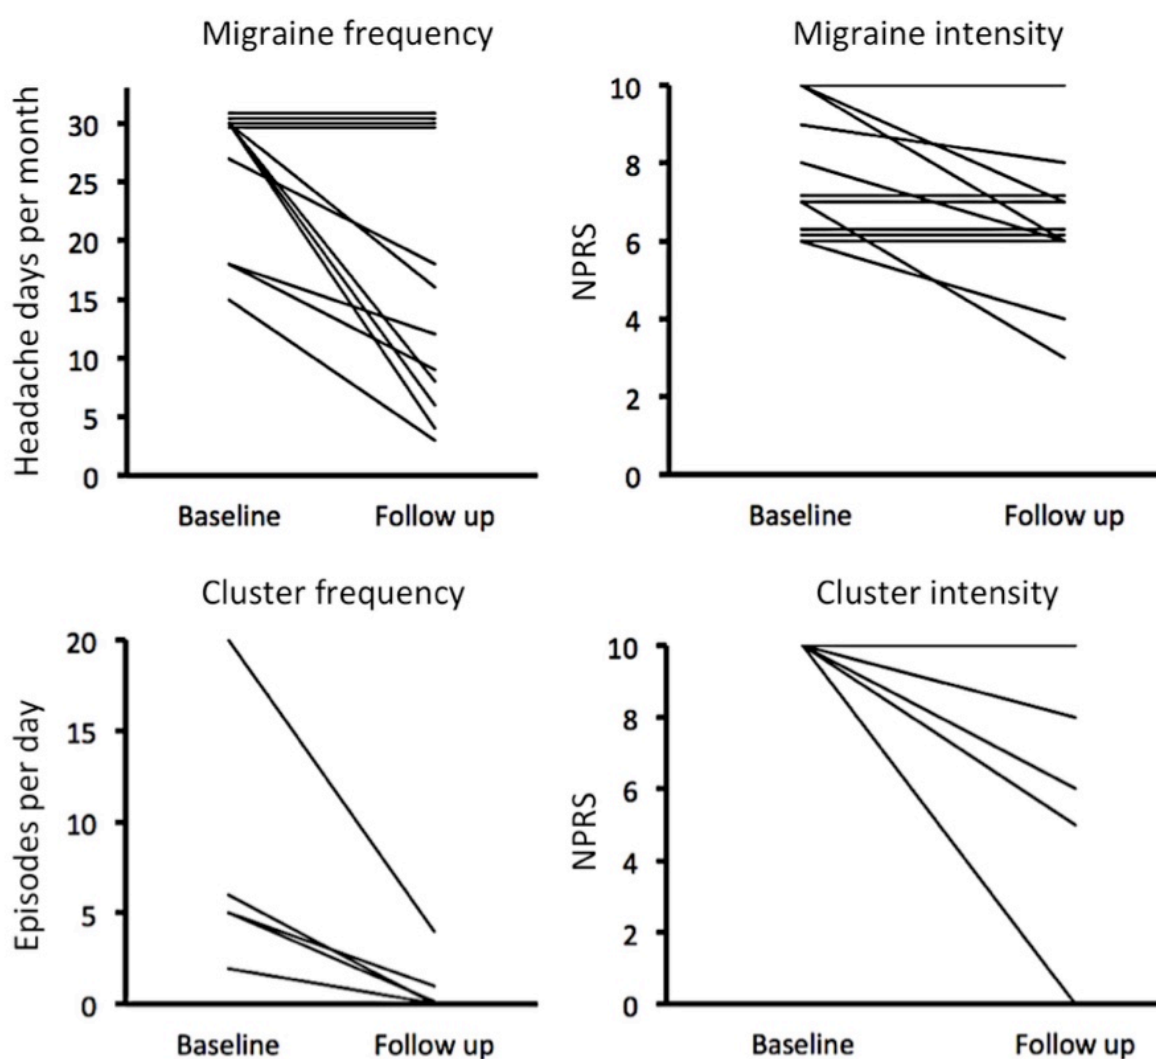 Migraine frequency
Headache days per month
30
25
20
15
10
5
0
Baseline Follow up
Migraine intensity
NPRS
10
8
6
4
2
0
Baseline Follow up
Cluster frequency
Episodes per day
20
15
10
5
0
Baseline Follow up
Cluster intensity
NPRS
10
8
6
4
2
0
Baseline Follow up